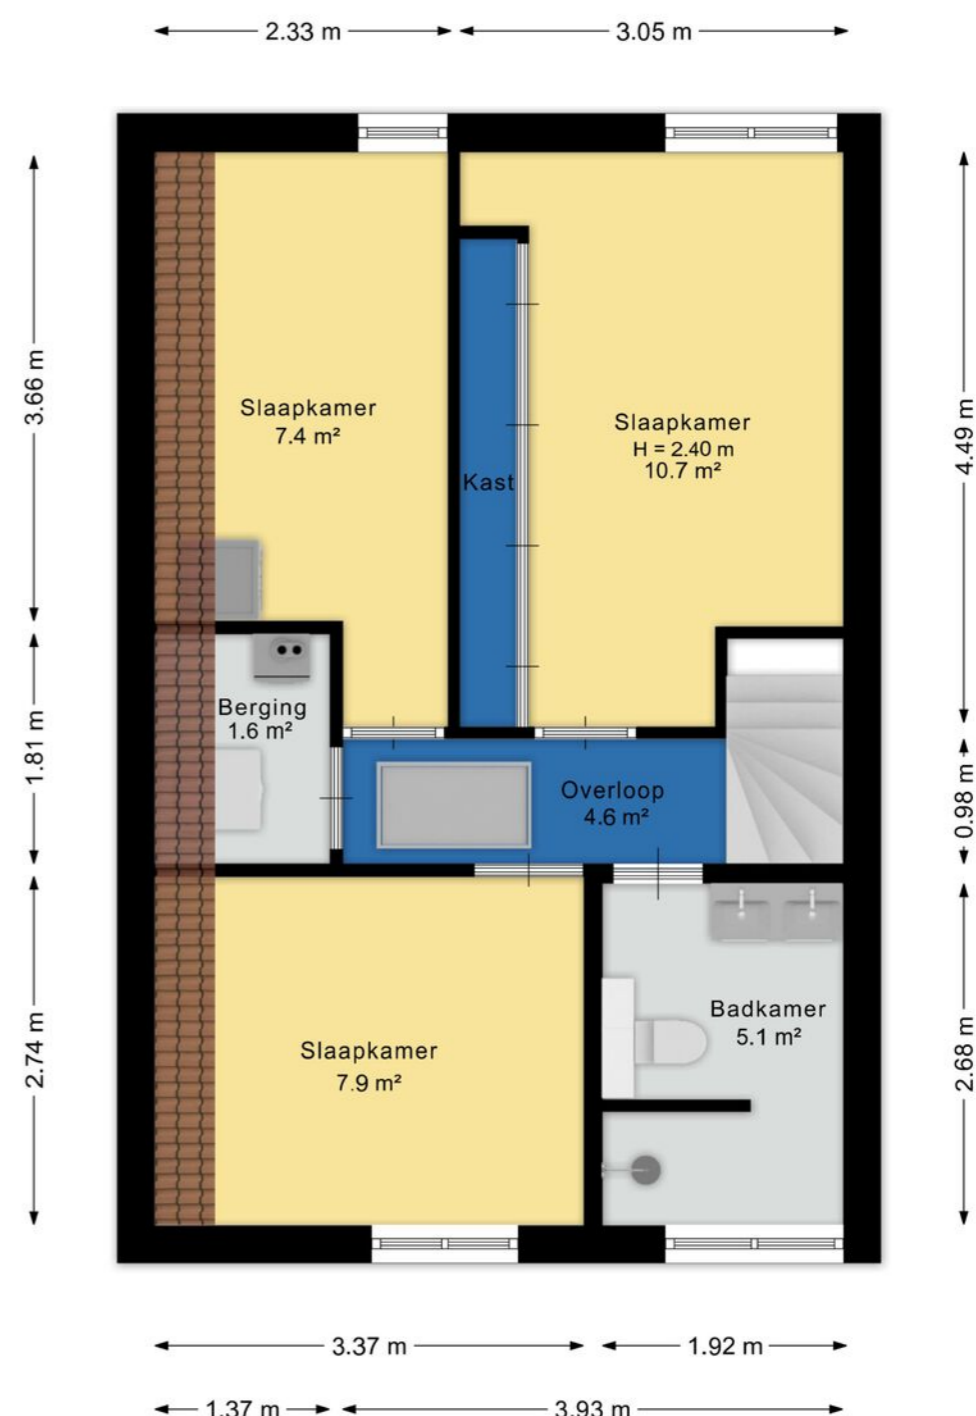 2.33 m
3.05 m
3.66 m
4.49 m
Slaapkamer
7.4 m²
Slaapkamer
H = 2.40 m
10.7 m²
Kast
Berging
1.6 m²
1.81 m
Overloop
4.6 m²
0.98 m
Badkamer
5.1 m²
Slaapkamer
7.9 m²
2.74 m
2.68 m
3.37 m
1.92 m
1.37 m
3.93 m